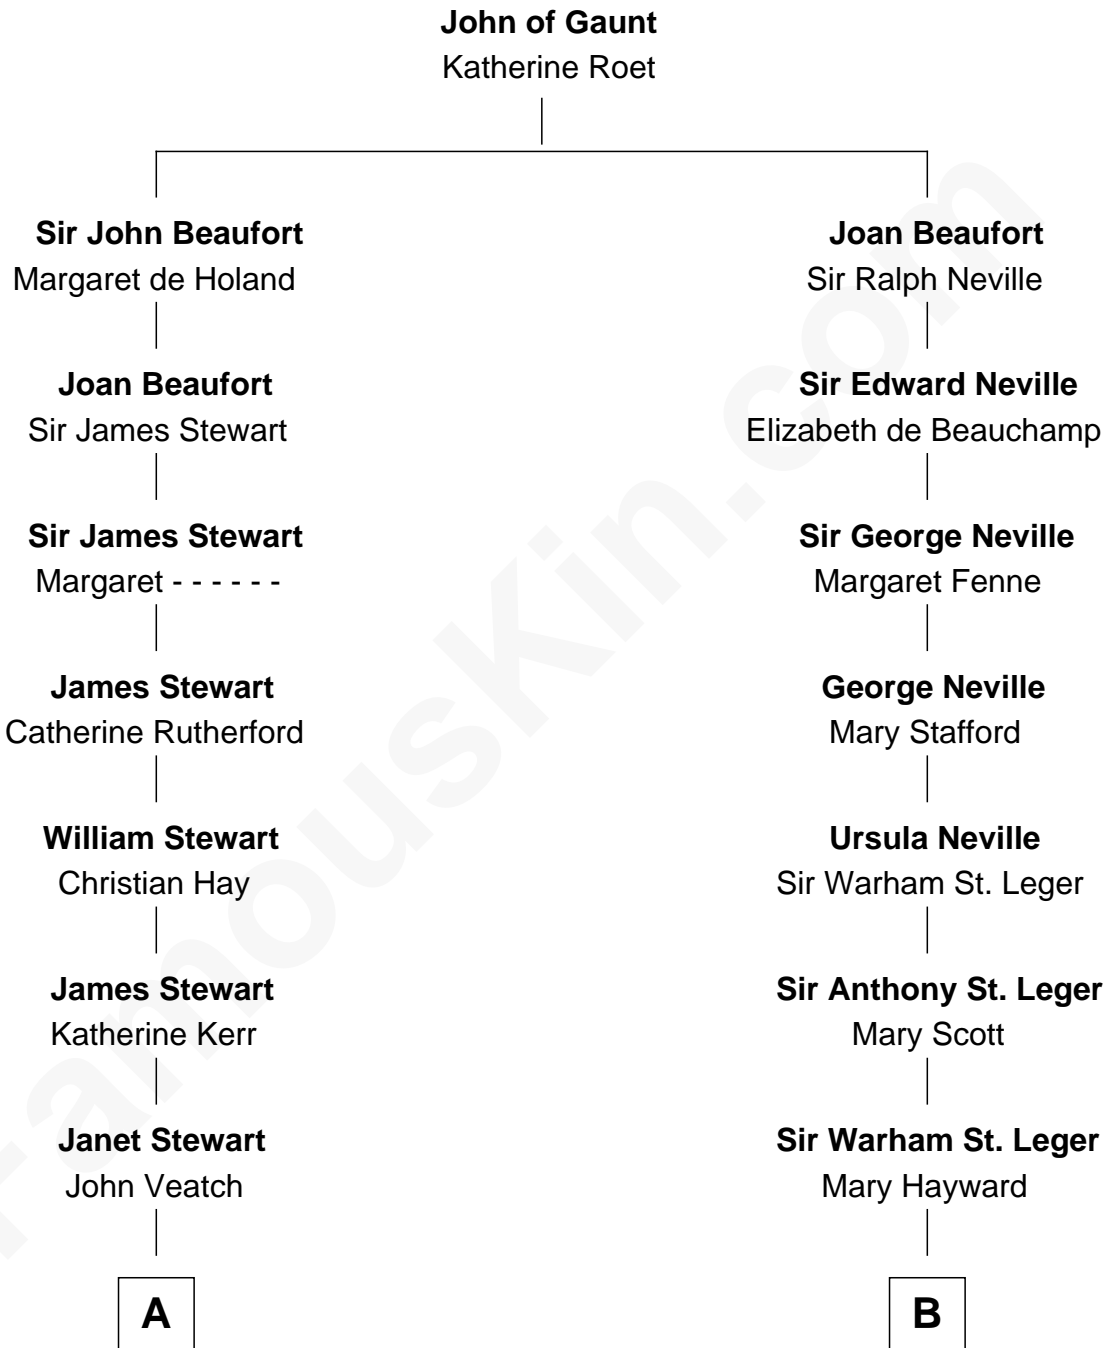 John of Gaunt
Katherine Roet
Sir John Beaufort
Margaret de Holand
Joan Beaufort
Sir James Stewart
Sir James Stewart
Margaret - - - - - -
James Stewart
Catherine Rutherford
William Stewart
Christian Hay
James Stewart
Katherine Kerr
Janet Stewart
John Veatch
A
Joan Beaufort
Sir Ralph Neville
Sir Edward Neville
Elizabeth de Beauchamp
Sir George Neville
Margaret Fenne
George Neville
Mary Stafford
Ursula Neville
Sir Warham St. Leger
Sir Anthony St. Leger
Mary Scott
Sir Warham St. Leger
Mary Hayward
B
FamousKin.com